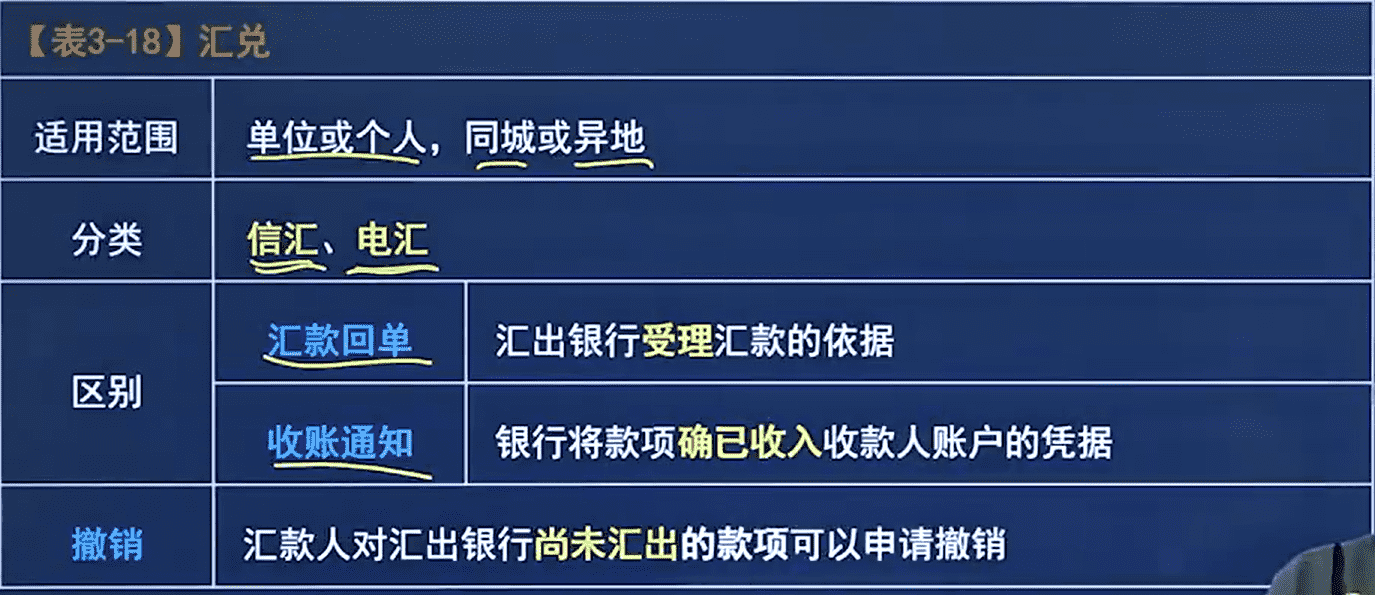 【表3-18】汇兑
适用范围
单位或个人，同城或异地
分类
信汇、电汇
区别
汇款回单
汇出银行受理汇款的依据
收账通知
银行将款项确已收入收款人账户的凭据
撤销
汇款人对汇出银行尚未汇出的款项可以申请撤销